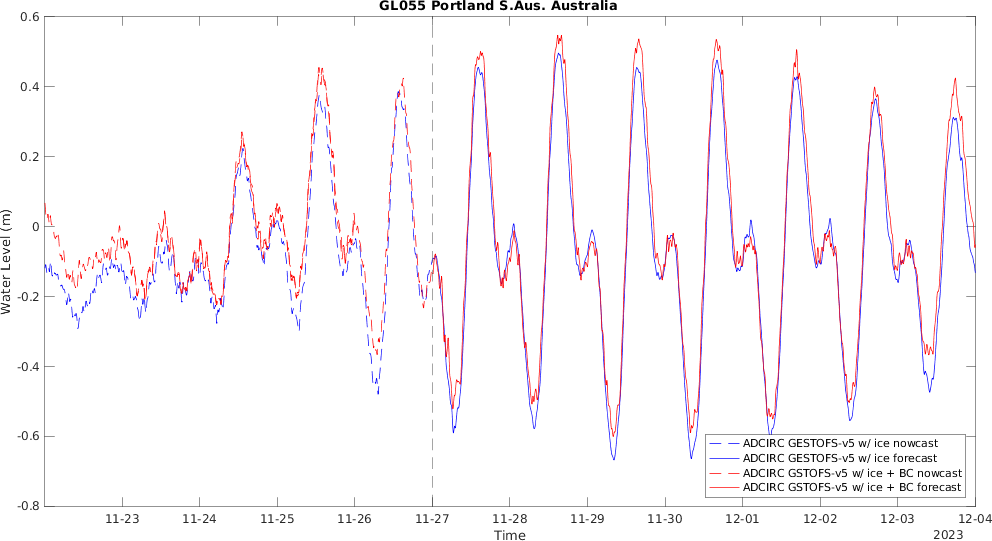 GL055 Portland S.Aus. Australia
0.6
0.4
0.2
0
-0.2
-0.4
-0.6
-0.8
Water Level (m)
ADCIRC GESTOFS-v5 w/ ice nowcast
ADCIRC GESTOFS-v5 w/ ice forecast
ADCIRC GSTOFS-v5 w/ ice + BC nowcast
ADCIRC GSTOFS-v5 w/ ice + BC forecast
11-23 11-24 11-25 11-26 11-27 11-28 11-29 11-30 12-01 12-02 12-03 12-04
Time
2023